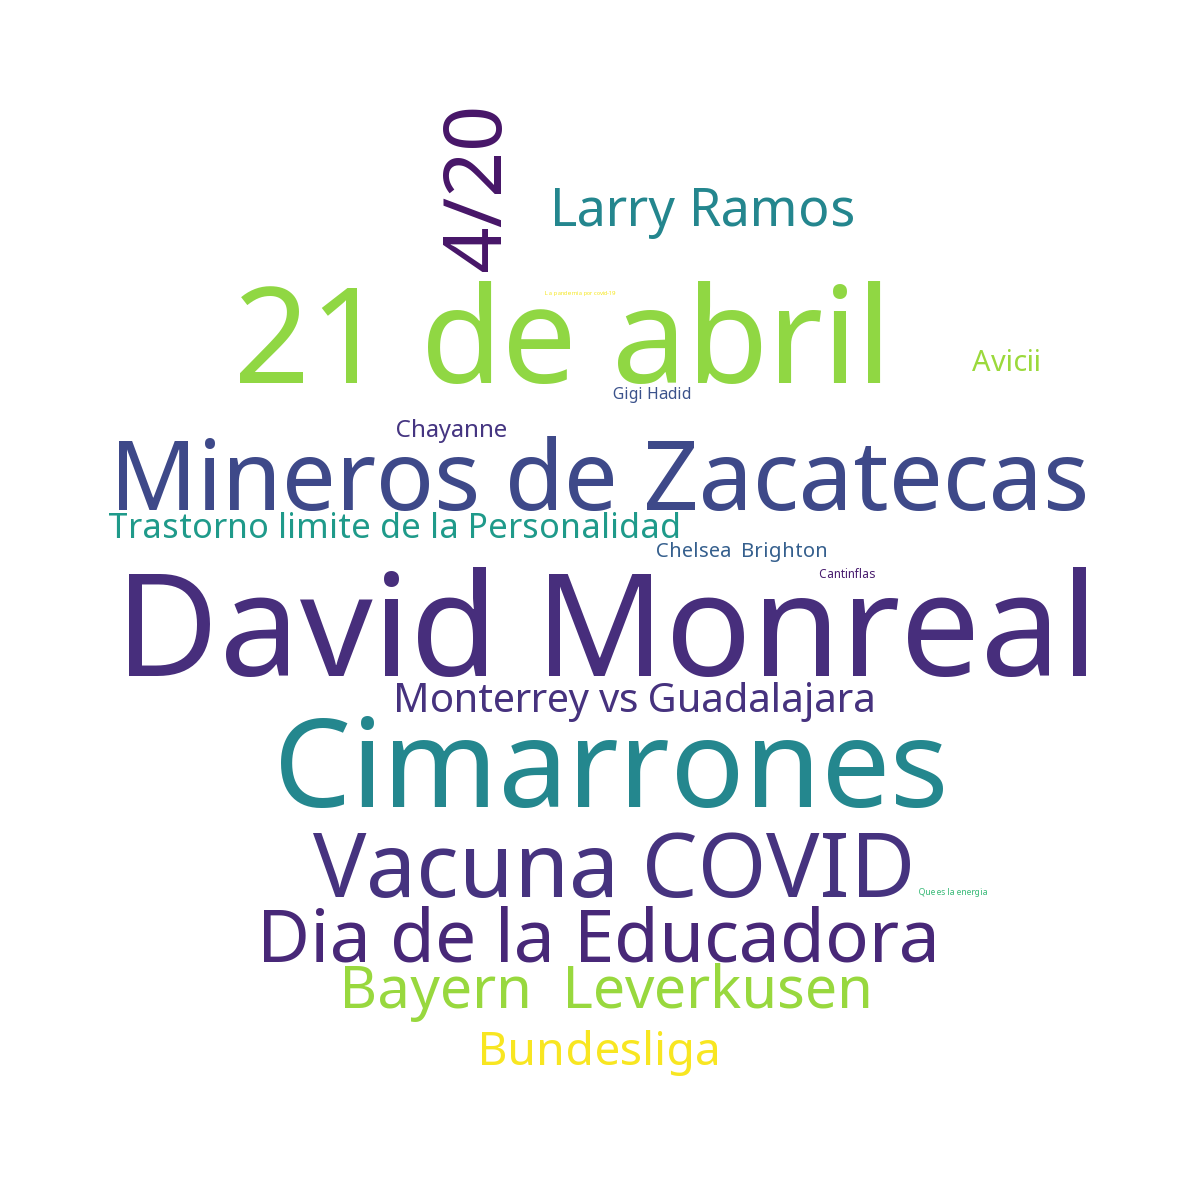 4/20
Larry Ramos
21 de abril
La pandemia por covid 19
Avicii
Gigi Hadid
Chayanne
Mineros de Zacatecas
Trastorno limite de la Personalidad
Chelsea Brighton
Cantinflas
David Monreal
Monterrey vs Guadalajara
Cimarrones
Vacuna COVID
Que es la energia
Dia de la Educadora
Bayern Leverkusen
Bundesliga